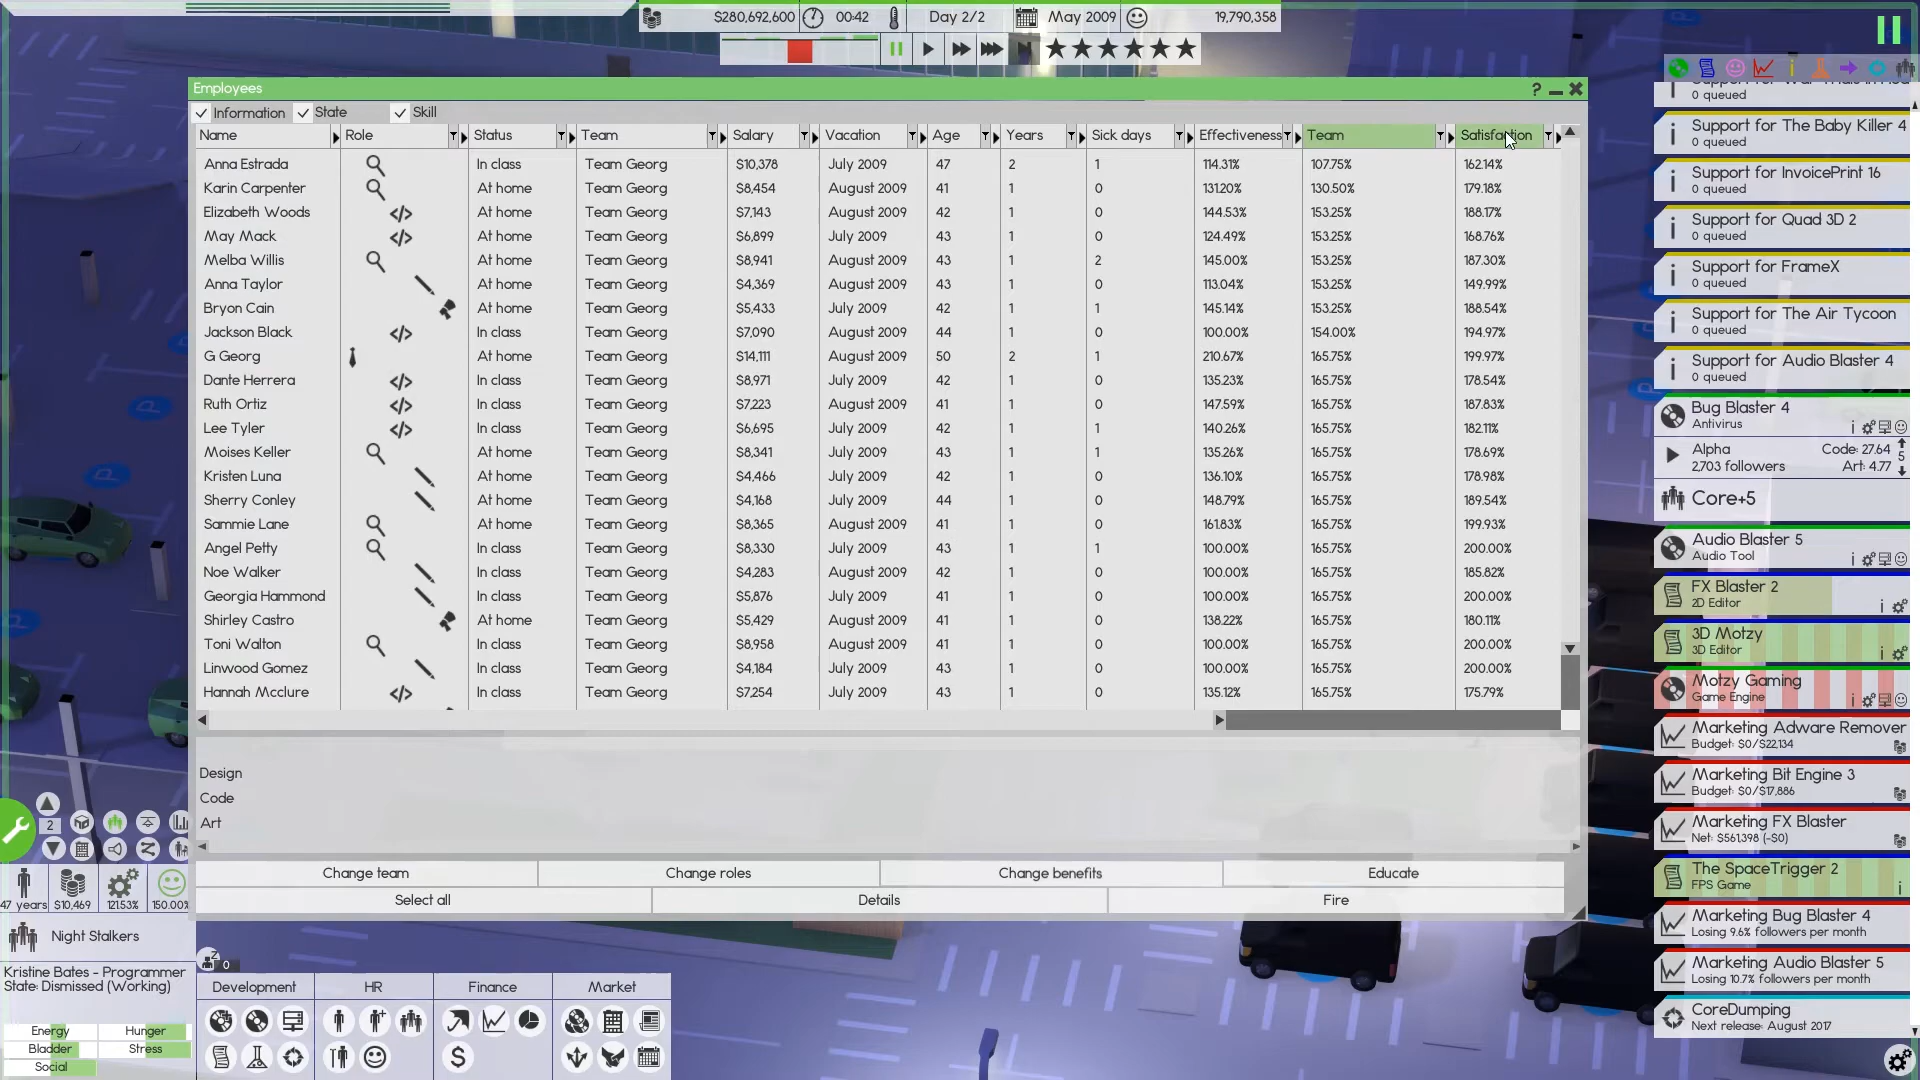 $280,692,600 00:42 Day 2/2 May 2009 19,790,358
Employees ?
Information State Skill
Name Role Status Team Salary Vacation Age Years Sick days Effectiveness Team Satisfaction
Anna Estrada In class Team Georg $10,378 July 2009 47 2 1 114.31% 107.75% 162.14%
Karin Carpenter At home Team Georg $8,454 August 2009 41 1 0 131.20% 130.50% 179.18%
Elizabeth Woods At home Team Georg $7,143 August 2009 42 1 0 144.53% 153.25% 188.17%
May Mack At home Team Georg $6,899 July 2009 43 1 0 124.49% 153.25% 168.76%
Melba Willis At home Team Georg $8,941 August 2009 43 1 2 145.00% 153.25% 187.30%
Anna Taylor At home Team Georg $4,369 August 2009 43 1 0 113.04% 153.25% 149.99%
Bryon Cain At home Team Georg $5,433 July 2009 42 1 1 145.14% 153.25% 188.54%
Jackson Black In class Team Georg $7,090 August 2009 44 1 0 100.00% 154.00% 194.97%
G Georg At home Team Georg $14,111 August 2009 50 2 1 210.67% 165.75% 199.97%
Dante Herrera In class Team Georg $8,971 August 2009 42 1 0 135.23% 165.75% 178.54%
Ruth Ortiz In class Team Georg $7,223 August 2009 41 1 0 147.59% 165.75% 187.83%
Lee Tyler In class Team Georg $6,695 July 2009 42 1 1 140.26% 165.75% 182.11%
Moises Keller At home Team Georg $8,341 July 2009 43 1 1 135.26% 165.75% 178.69%
Kristen Luna At home Team Georg $4,466 July 2009 42 1 0 136.10% 165.75% 178.98%
Sherry Conley At home Team Georg $4,168 July 2009 44 1 0 148.79% 165.75% 189.54%
Sammie Lane At home Team Georg $8,365 August 2009 41 1 0 161.83% 165.75% 199.93%
Angel Petty In class Team Georg $8,330 July 2009 43 1 1 100.00% 165.75% 200.00%
Noe Walker In class Team Georg $4,283 August 2009 42 1 0 100.00% 165.75% 185.82%
Georgia Hammond In class Team Georg $5,876 July 2009 41 1 0 100.00% 165.75% 200.00%
Shirley Castro At home Team Georg $5,429 August 2009 41 1 0 138.22% 165.75% 180.11%
Toni Walton In class Team Georg $8,958 August 2009 41 1 0 100.00% 165.75% 200.00%
Linwood Gomez In class Team Georg $4,184 July 2009 43 1 0 100.00% 165.75% 200.00%
Hannah Mcclure In class Team Georg $7,254 July 2009 43 1 0 135.12% 165.75% 175.79%
Design
Code
Art
Change team Change roles Change benefits Educate
Select all Details Fire
0 queued
Support for The Baby Killer 4
0 queued
Support for InvoicePrint 16
0 queued
Support for Quad 3D 2
0 queued
Support for FrameX
0 queued
Support for The Air Tycoon
0 queued
Support for Audio Blaster 4
0 queued
Bug Blaster 4
Antivirus
Alpha Code: 27.64
2,703 followers Art: 4.77
5
Core+5
Audio Blaster 5
Audio Tool
FX Blaster 2
2D Editor
3D Motzy
3D Editor
Motzy Gaming
Game Engine
Marketing Adware Remover
Budget: $0/$22,134
Marketing Bit Engine 3
Budget: $0/$17,886
Marketing FX Blaster
Net: $561,398 (-$0)
The SpaceTrigger 2
FPS Game
Marketing Bug Blaster 4
Losing 9.6% followers per month
Marketing Audio Blaster 5
Losing 10.7% followers per month
CoreDumping
Next release: August 2017
2
47 years $10,469 121.53% 150.00%
Night Stalkers
Kristine Bates - Programmer
State: Dismissed (Working)
Energy Hunger
Bladder Stress
Social
z 0
Development HR Finance Market